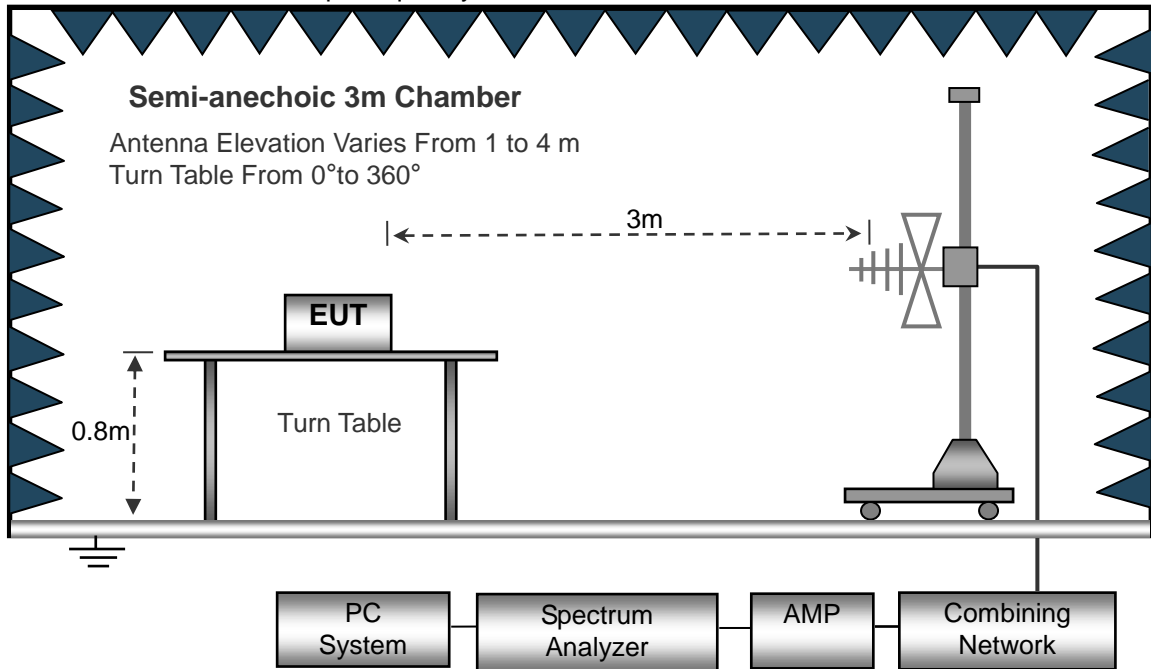 Semi-anechoic 3m Chamber
Antenna Elevation Varies From 1 to 4 m
Turn Table From 0°to 360°
3m
EUT
0.8m
Turn Table
PC
System
Spectrum
Analyzer
AMP
Combining
Network